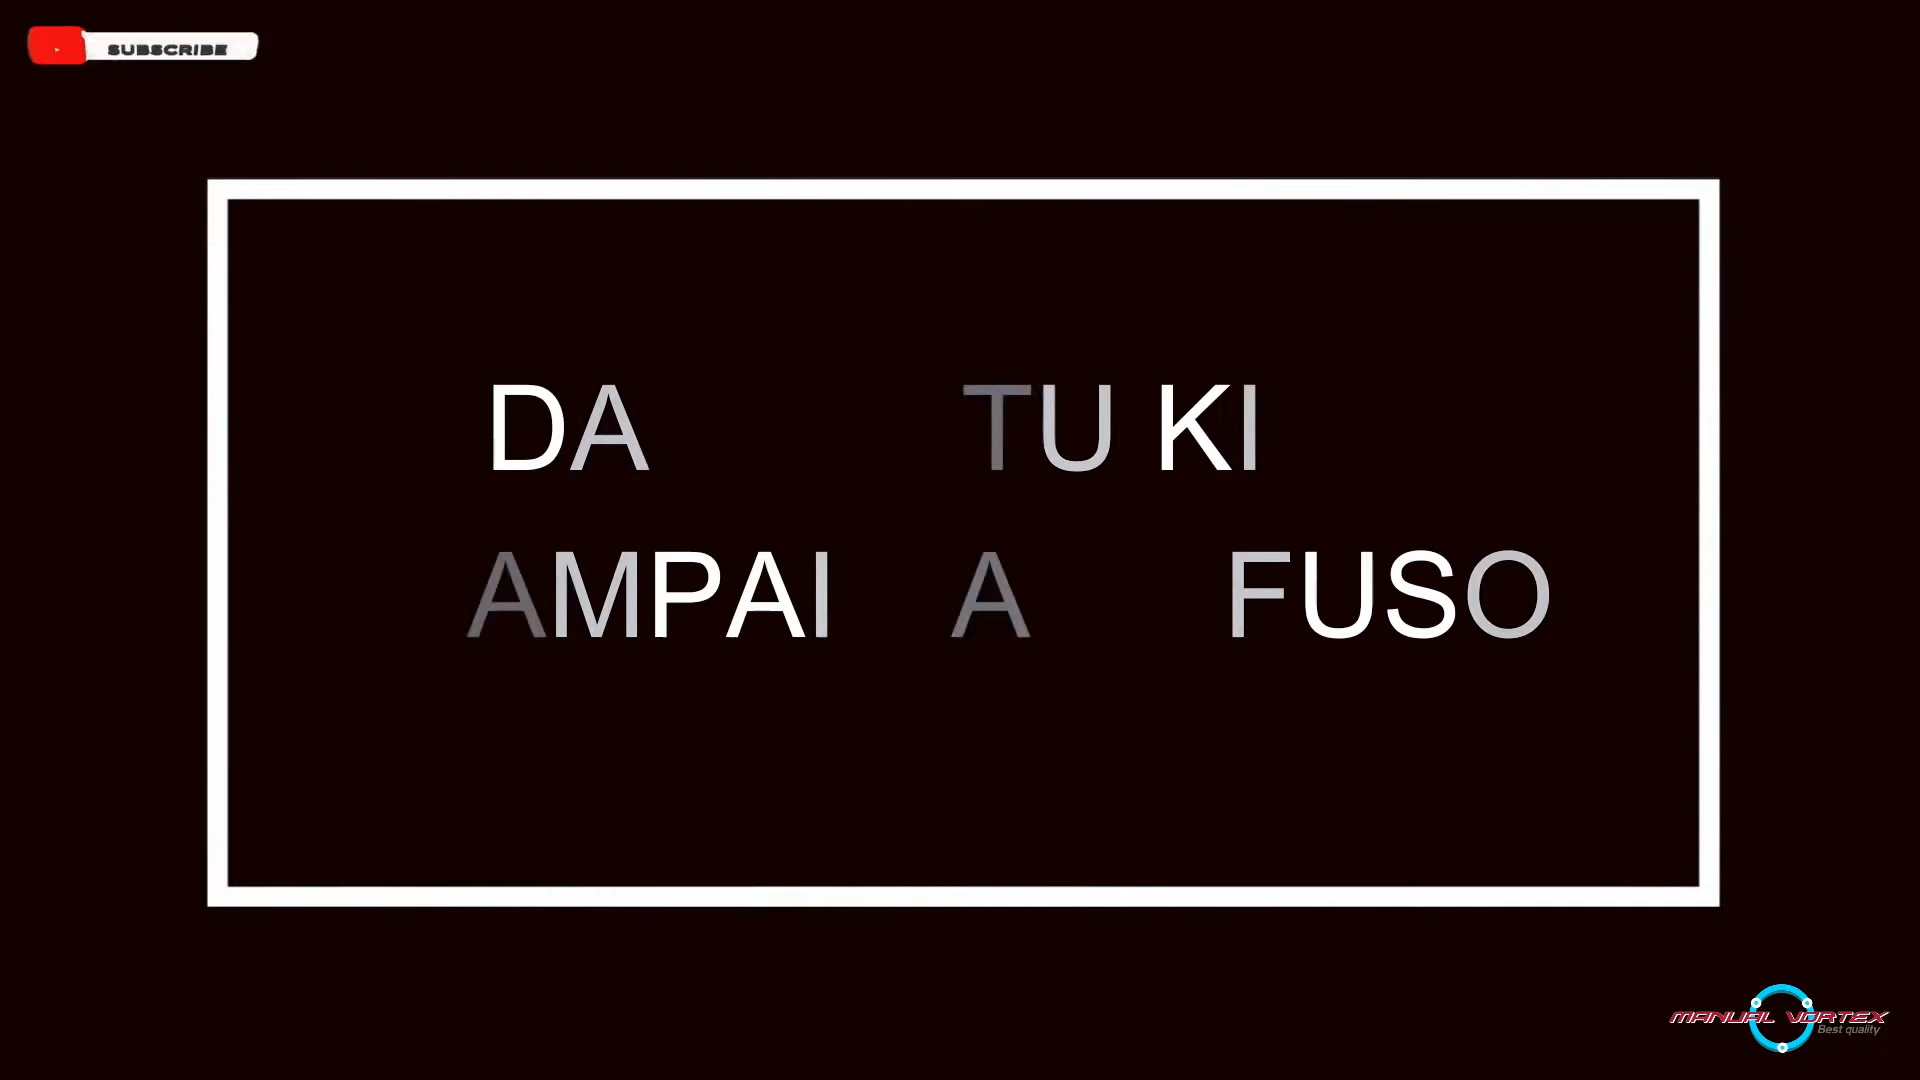 SUBSCRIBE
DA TU KI
AMPAI A FUSO
MANUAL VORTEX
Best quality